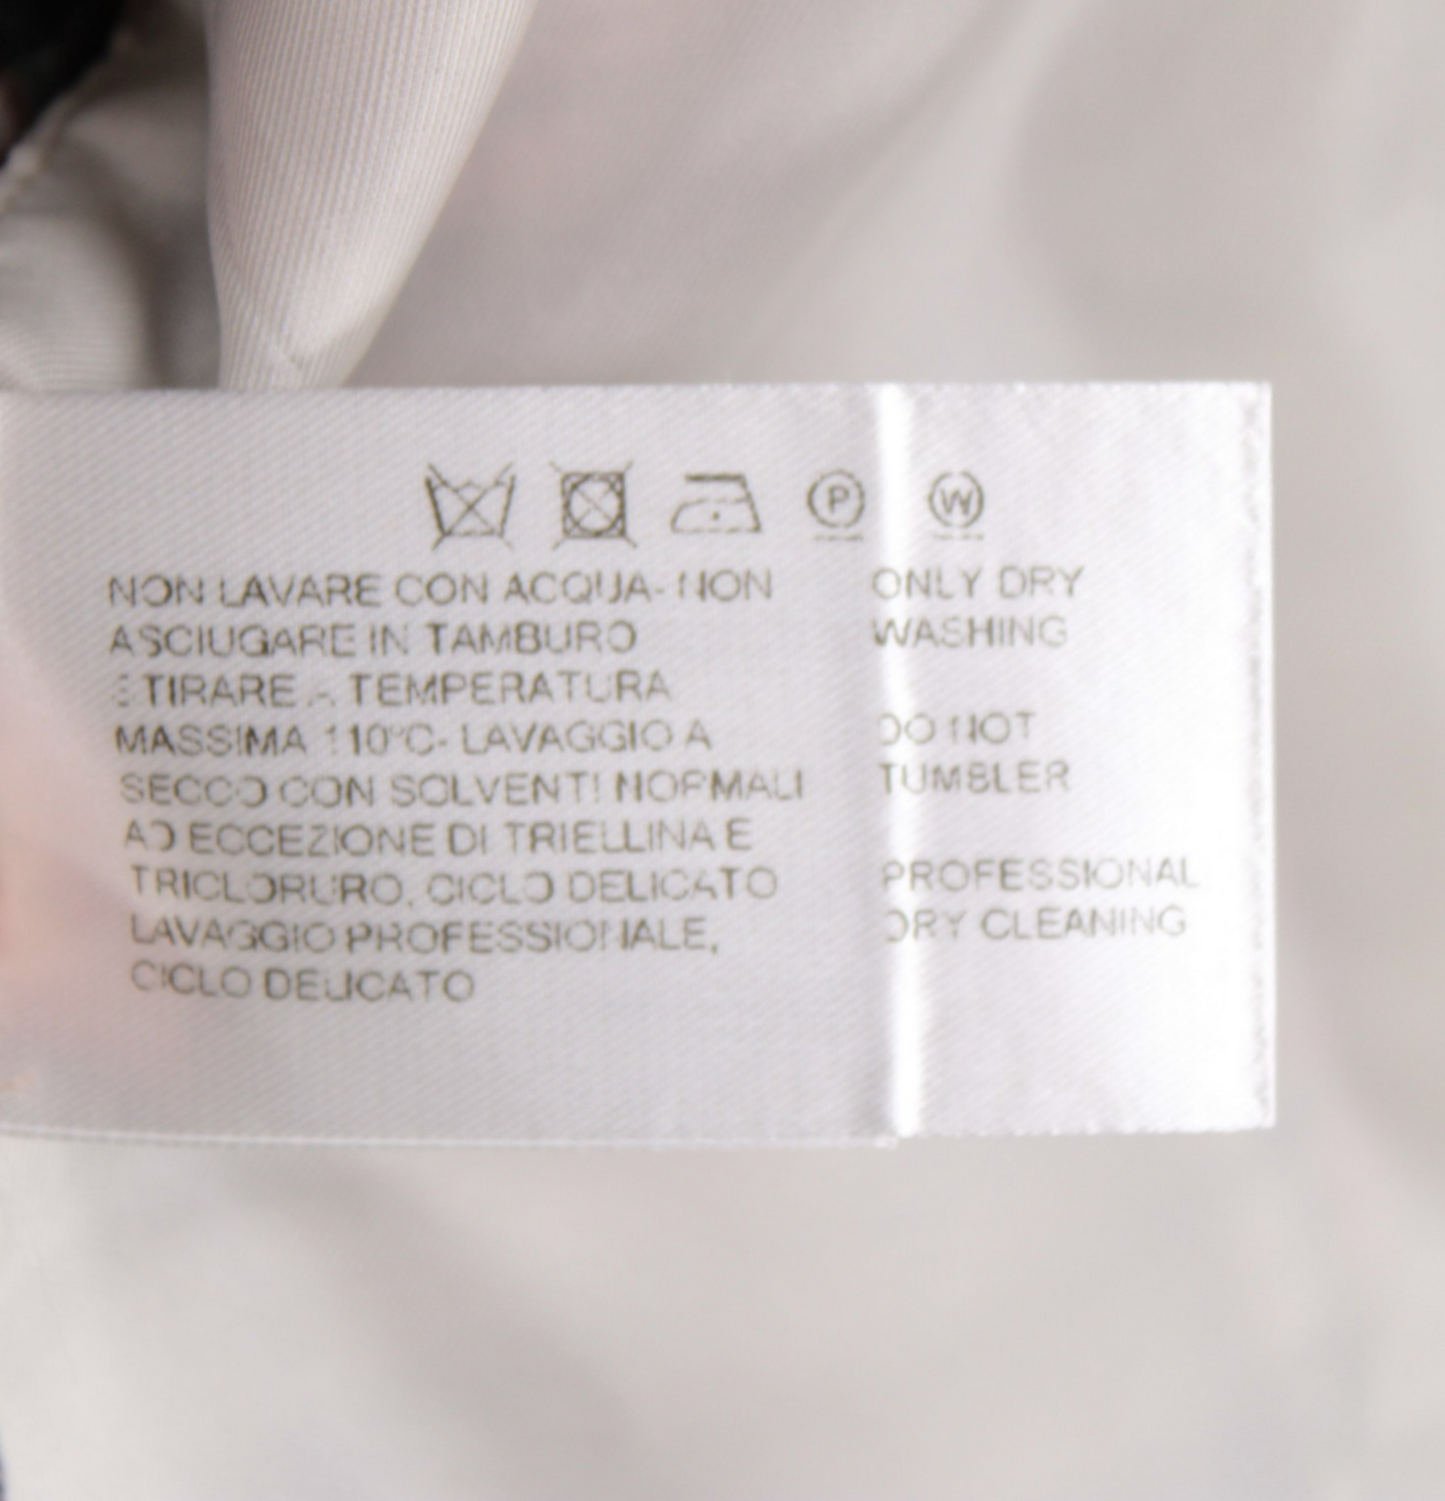 P
W
NON LAVARE CON ACQUA- NON
ASCIUGARE IN TAMBURO
STIRARE A TEMPERATURA
MASSIMA 110°C- LAVAGGIO A
SECCO CON SOLVENTI NORMALI
AD ECCEZIONE DI TRIELLINA E
TRICLORURO, CICLO DELICATO
LAVAGGIO PROFESSIONALE,
CICLO DELICATO
ONLY DRY
WASHING
DO NOT
TUMBLER
PROFESSIONAL
DRY CLEANING